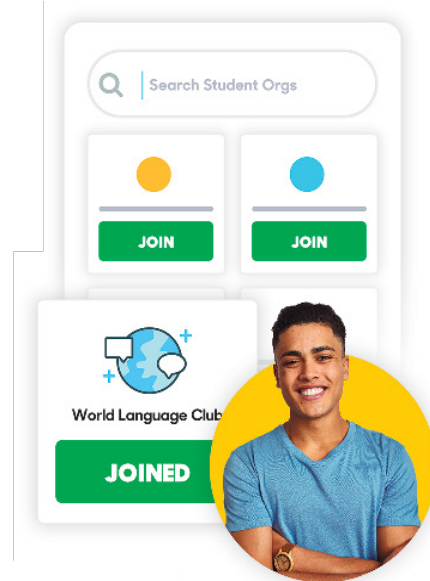 Search Student Orgs
JOIN
JOIN
World Language Club
JOINED